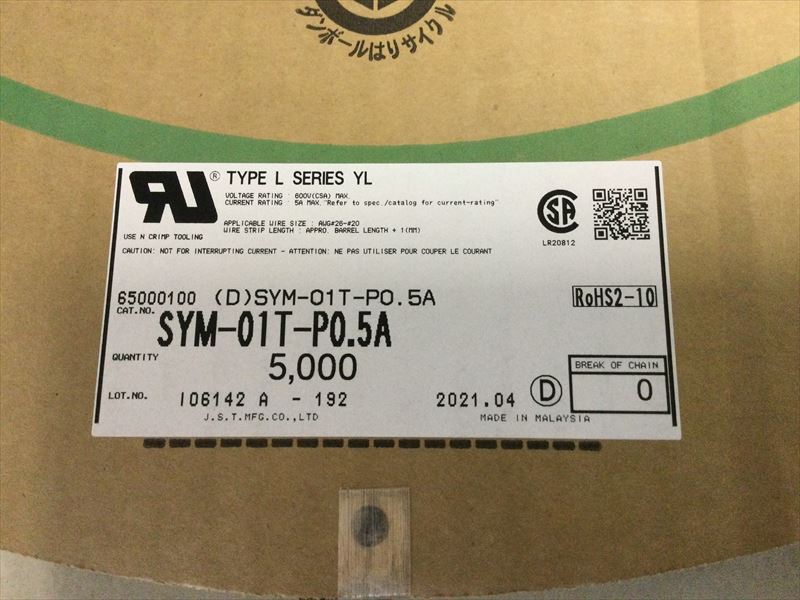 ダンボールはリサイクル
® TYPE L SERIES YL
VOLTAGE RATING : 600V(CSA) MAX.
CURRENT RATING : 5A MAX. "Refer to spec./catalog for current-rating"
APPLICABLE WIRE SIZE : AWG#26-#20
WIRE STRIP LENGTH : APPRO. BARREL LENGTH + 1(MM)
USE N CRIMP TOOLING
LR20812
CAUTION: NOT FOR INTERRUPTING CURRENT - ATTENTION: NE PAS UTILISER POUR COUPER LE COURANT
65000100 (D)SYM-01T-P0.5A RoHS2-10
CAT.NO. SYM-01T-P0.5A
QUANTITY 5,000
BREAK OF CHAIN
0
LOT.NO. I06142 A - 192 2021.04 D
J.S.T.MFG.CO.,LTD MADE IN MALAYSIA